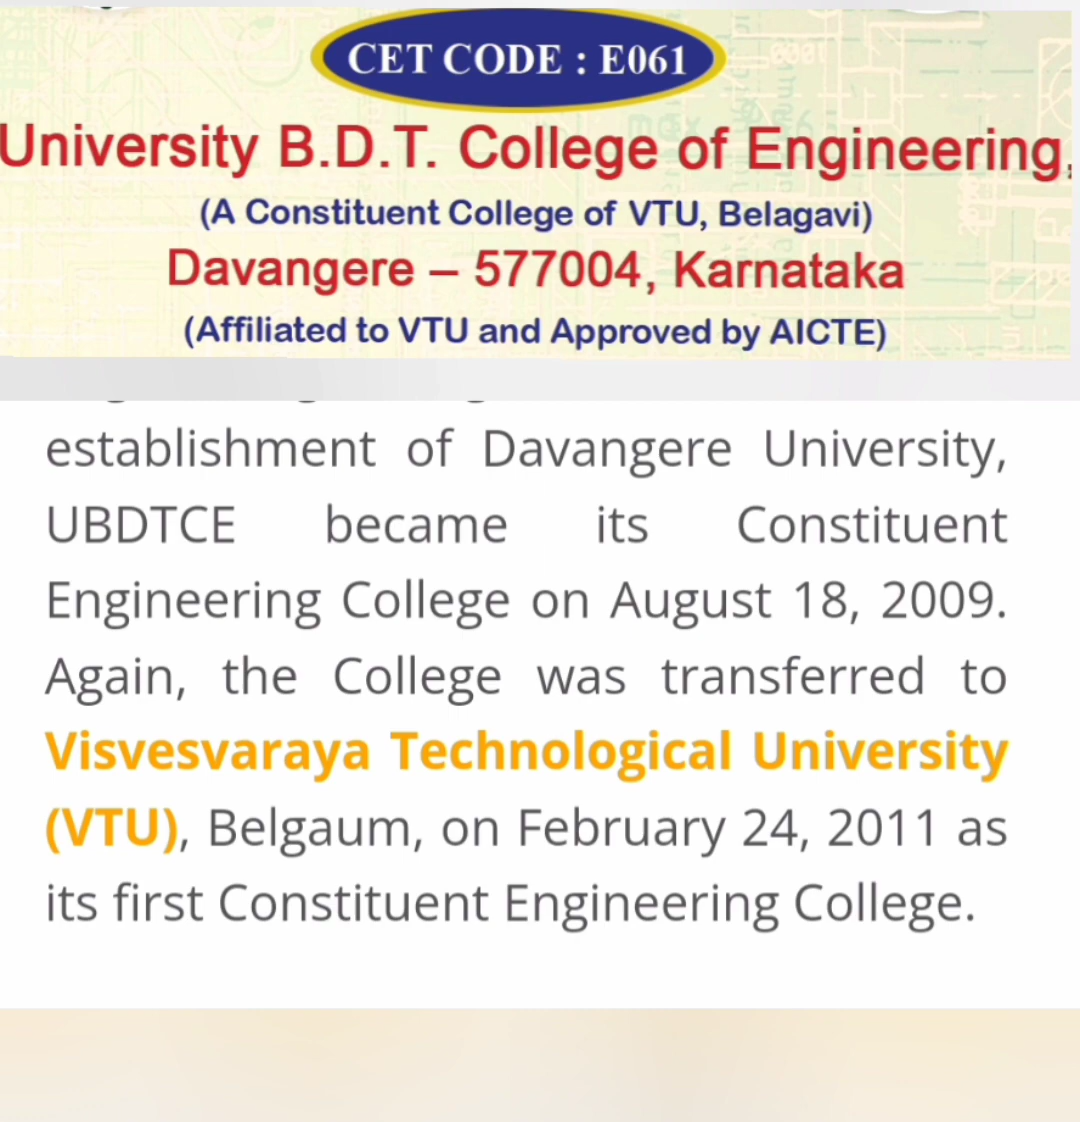 CET CODE : E061
University B.D.T. College of Engineering,
(A Constituent College of VTU, Belagavi)
Davangere – 577004, Karnataka
(Affiliated to VTU and Approved by AICTE)
establishment of Davangere University,
UBDTCE became its Constituent
Engineering College on August 18, 2009.
Again, the College was transferred to
Visvesvaraya Technological University
(VTU), Belgaum, on February 24, 2011 as
its first Constituent Engineering College.